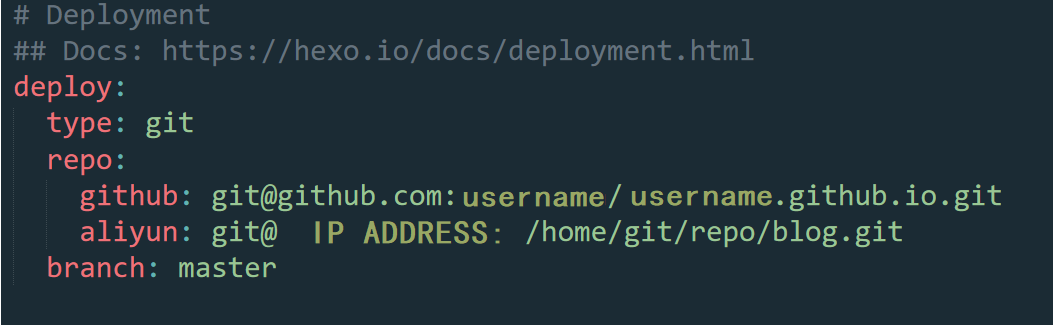 # Deployment
## Docs: https://hexo.io/docs/deployment.html
deploy:
  type: git
  repo:
    github: git@github.com:username/username.github.io.git
    aliyun: git@ IP ADDRESS: /home/git/repo/blog.git
  branch: master